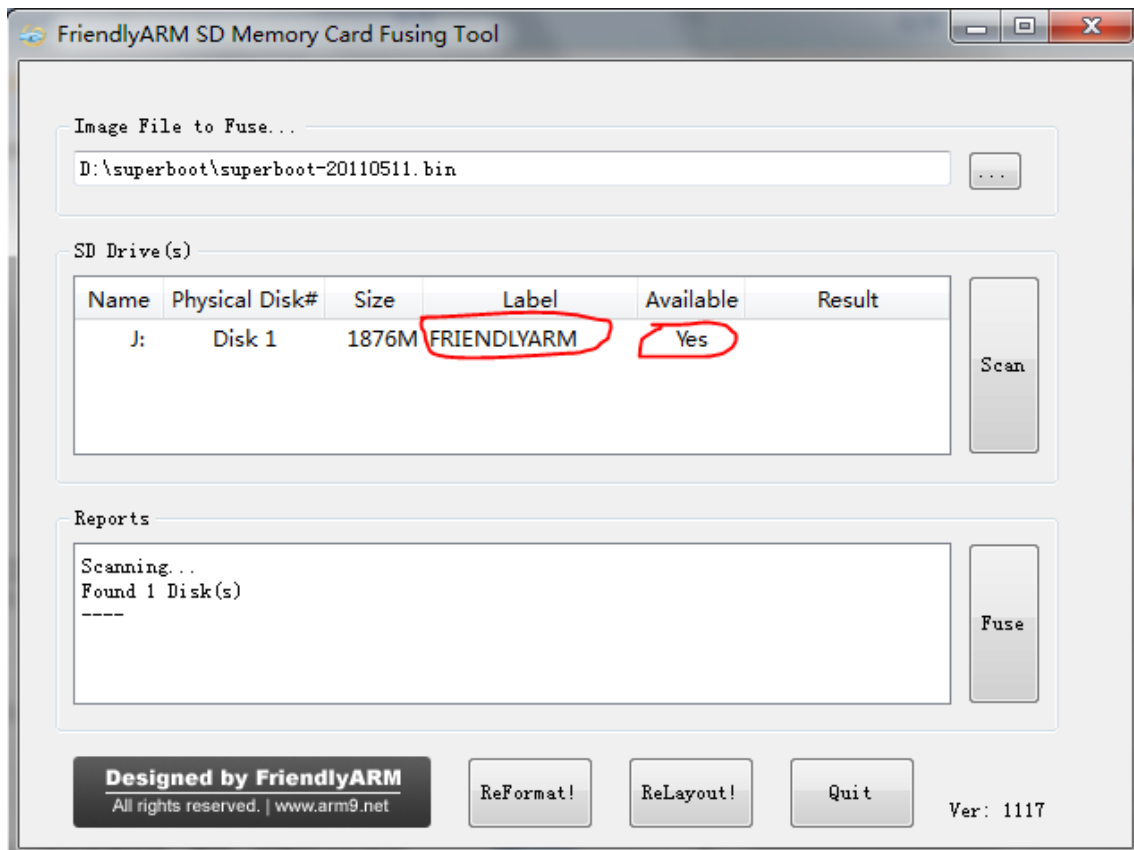 FriendlyARM SD Memory Card Fusing Tool
Image File to Fuse...
D:\superboot\superboot-20110511.bin
...
SD Drive(s)
Name Physical Disk# Size Label Available Result
J: Disk 1 1876M FRIENDLYARM Yes
Scan
Reports
Scanning...
Found 1 Disk(s)
----
Fuse
Designed by FriendlyARM
All rights reserved. | www.arm9.net
ReFormat!
ReLayout!
Quit
Ver: 1117